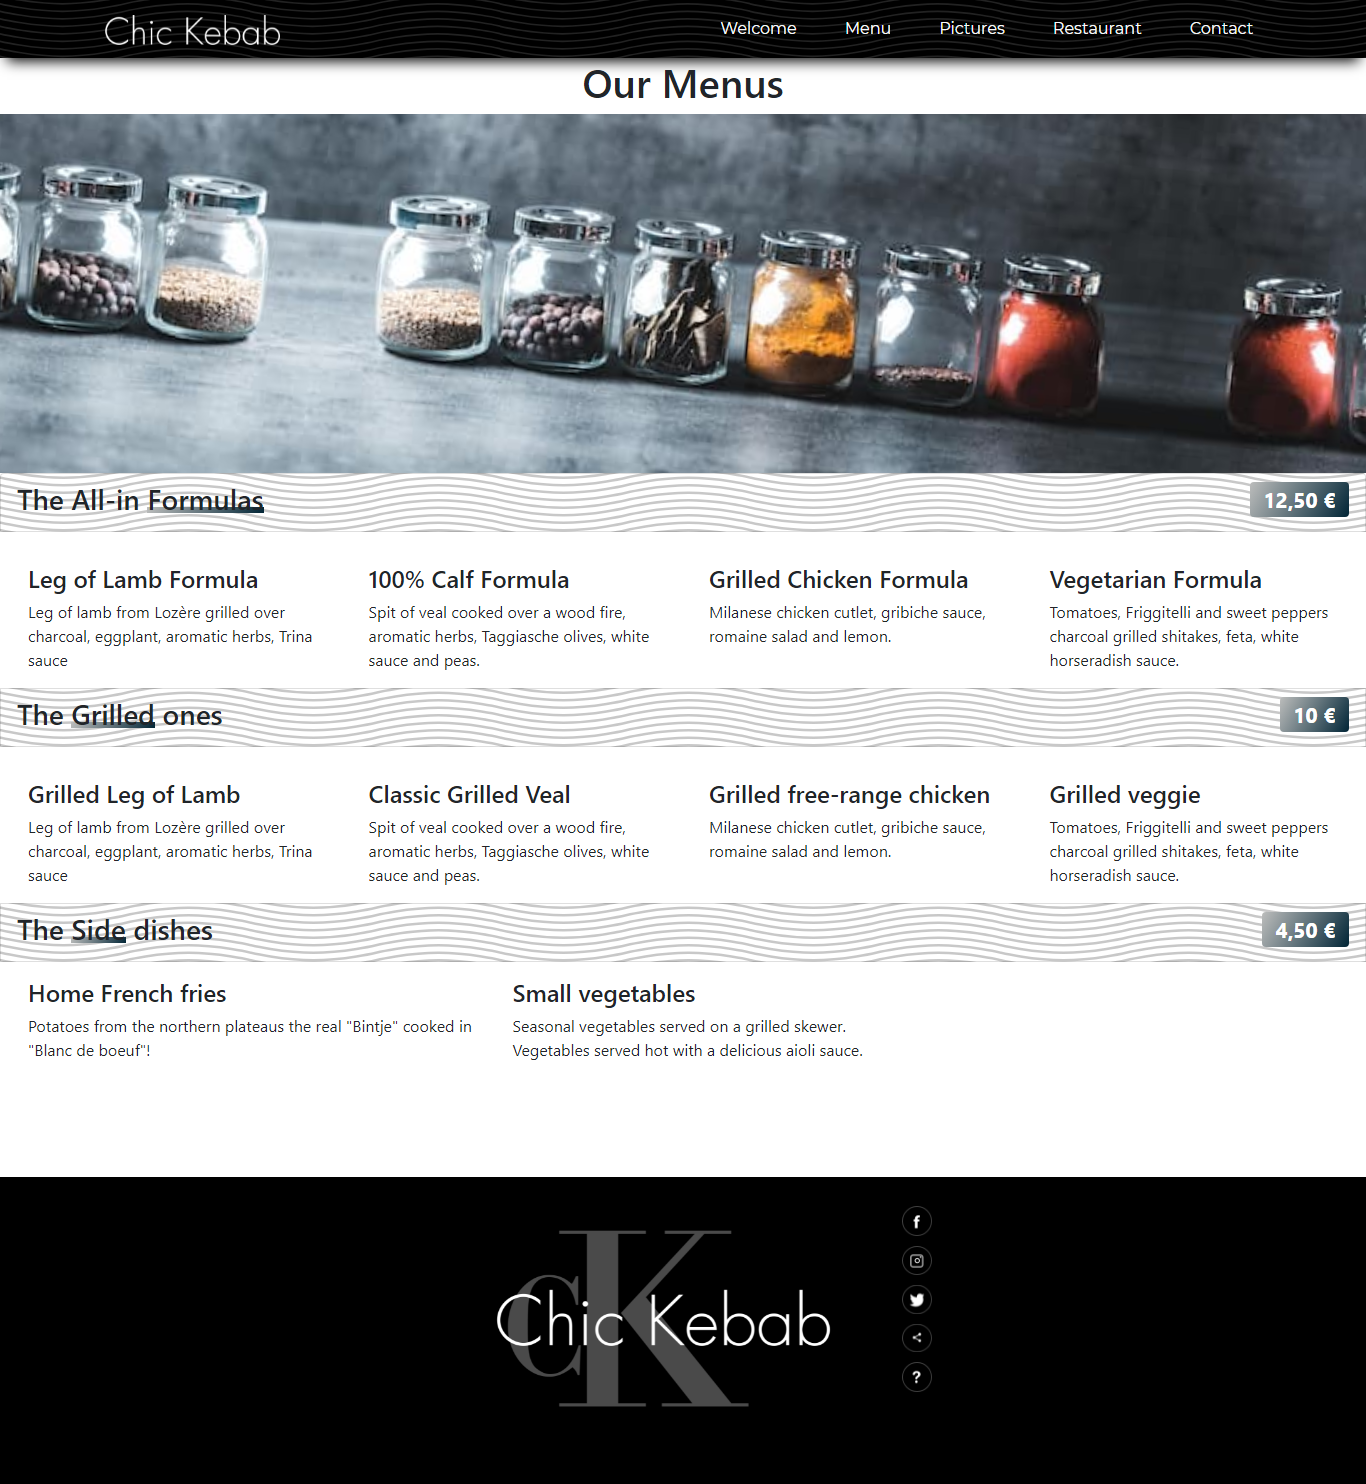 Chic Kebab
Welcome Menu Pictures Restaurant Contact
Our Menus
The All-in Formulas
12,50 €
Leg of Lamb Formula
Leg of lamb from Lozère grilled over
charcoal, eggplant, aromatic herbs, Trina
sauce
100% Calf Formula
Spit of veal cooked over a wood fire,
aromatic herbs, Taggiasche olives, white
sauce and peas.
Grilled Chicken Formula
Milanese chicken cutlet, gribiche sauce,
romaine salad and lemon.
Vegetarian Formula
Tomatoes, Friggitelli and sweet peppers
charcoal grilled shitakes, feta, white
horseradish sauce.
The Grilled ones
10 €
Grilled Leg of Lamb
Leg of lamb from Lozère grilled over
charcoal, eggplant, aromatic herbs, Trina
sauce
Classic Grilled Veal
Spit of veal cooked over a wood fire,
aromatic herbs, Taggiasche olives, white
sauce and peas.
Grilled free-range chicken
Milanese chicken cutlet, gribiche sauce,
romaine salad and lemon.
Grilled veggie
Tomatoes, Friggitelli and sweet peppers
charcoal grilled shitakes, feta, white
horseradish sauce.
The Side dishes
4,50 €
Home French fries
Potatoes from the northern plateaus the real "Bintje" cooked in
"Blanc de boeuf"!
Small vegetables
Seasonal vegetables served on a grilled skewer.
Vegetables served hot with a delicious aioli sauce.
cK
Chic Kebab
f
?